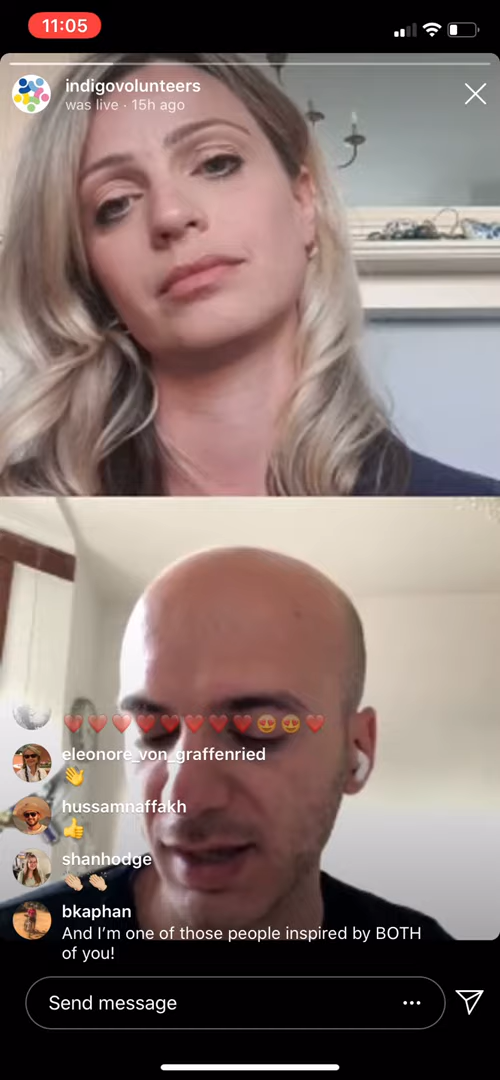 11:05
indigovolunteers
was live · 15h ago
❤️❤️❤️❤️❤️❤️❤️❤️😍😍❤️
eleonore_von_graffenried
👋
hussamnaffakh
👍
shanhodge
👏🏼👏🏼
bkaphan
And I’m one of those people inspired by BOTH
of you!
Send message